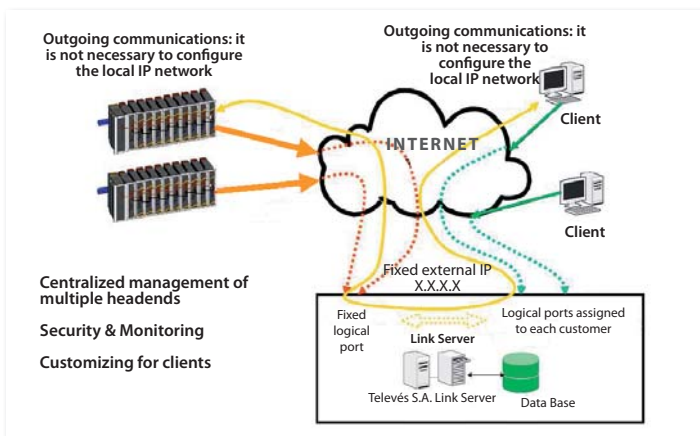 Outgoing communications: it
is not necessary to configure
the local IP network
Outgoing communications: it
is not necessary to
configure the
local IP network
Client
INTERNET
Client
Centralized management of
multiple headends
Security & Monitoring
Customizing for clients
Fixed external IP
X.X.X.X
Fixed
logical
port
Logical ports assigned
to each customer
Link Server
Televés S.A. Link Server
Data Base